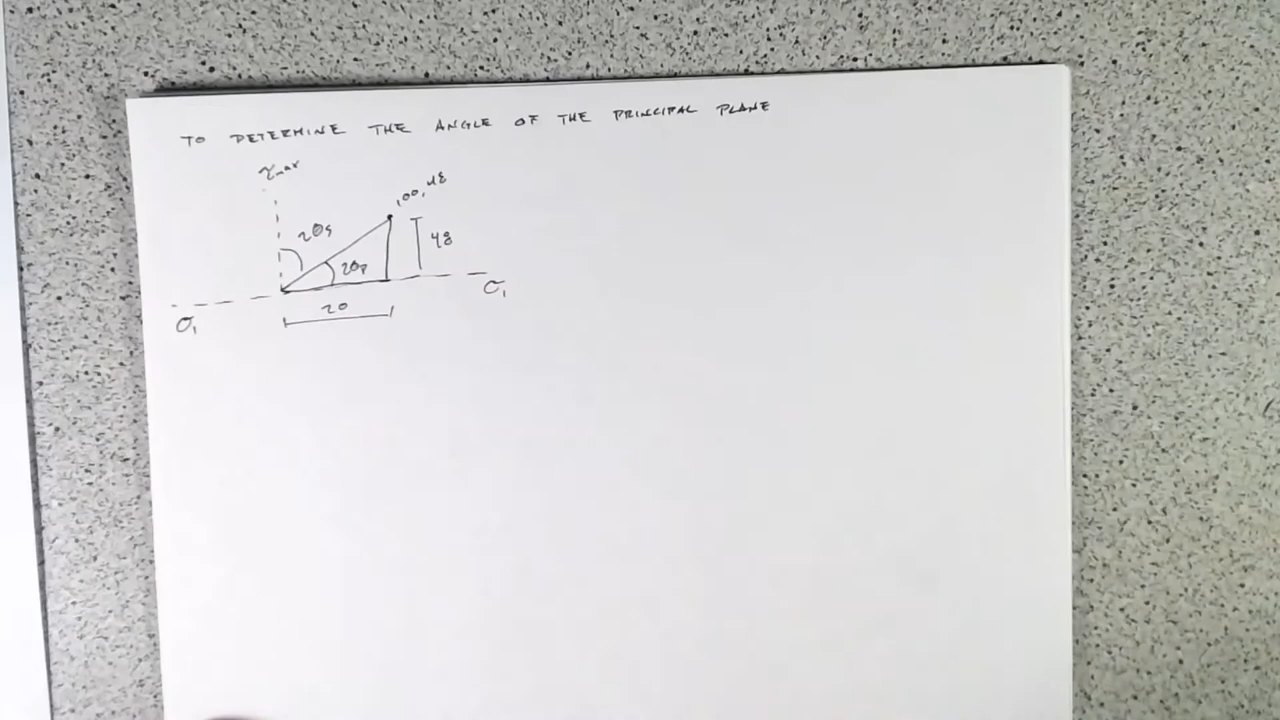 TO DETERMINE THE ANGLE OF THE PRINCIPAL PLANE
τmax
100, 48
2θs
48
2θp
σ1
20
σ1